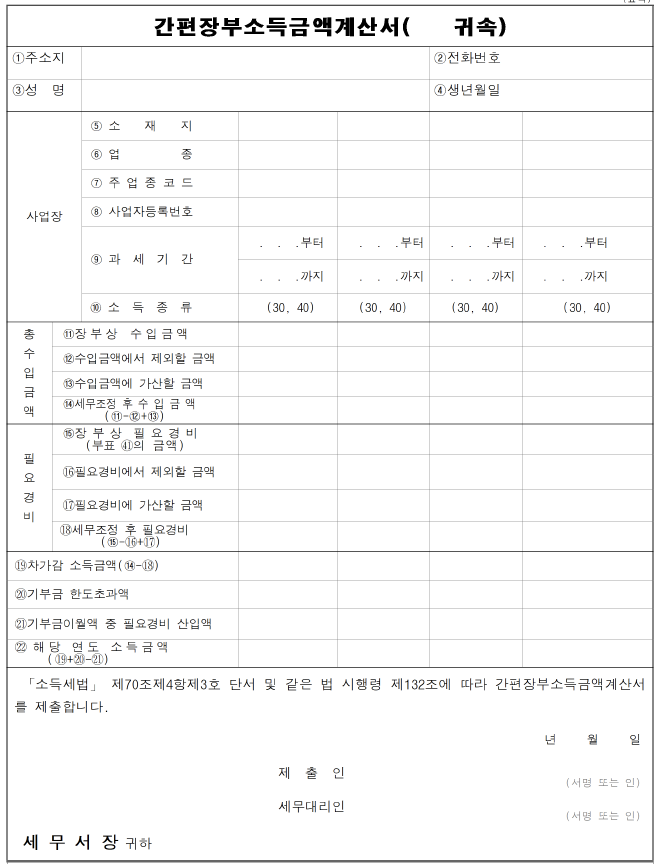 간편장부소득금액계산서( 귀속)
①주소지 ②전화번호
③성 명 ④생년월일
사업장
⑤ 소 재 지
⑥ 업 종
⑦ 주 업 종 코 드
⑧ 사업자등록번호
⑨ 과 세 기 간
. . .부터 . . .부터 . . .부터 . . .부터
. . .까지 . . .까지 . . .까지 . . .까지
⑩ 소 득 종 류 (30, 40) (30, 40) (30, 40) (30, 40)
총수입금액
⑪장 부 상 수 입 금 액
⑫수입금액에서 제외할 금액
⑬수입금액에 가산할 금액
⑭세무조정 후 수 입 금 액
(⑪-⑫+⑬)
필요경비
⑮장 부 상 필 요 경 비
(부표 ㊶의 금액)
⑯필요경비에서 제외할 금액
⑰필요경비에 가산할 금액
⑱세무조정 후 필요경비
(⑮-⑯+⑰)
⑲차가감 소득금액(⑭-⑱)
⑳기부금 한도초과액
㉑기부금이월액 중 필요경비 산입액
㉒ 해 당 연 도 소 득 금 액
(⑲+⑳-㉑)
「소득세법」 제70조제4항제3호 단서 및 같은 법 시행령 제132조에 따라 간편장부소득금액계산서
를 제출합니다.
년 월 일
제 출 인 (서명 또는 인)
세무대리인 (서명 또는 인)
세 무 서 장 귀하